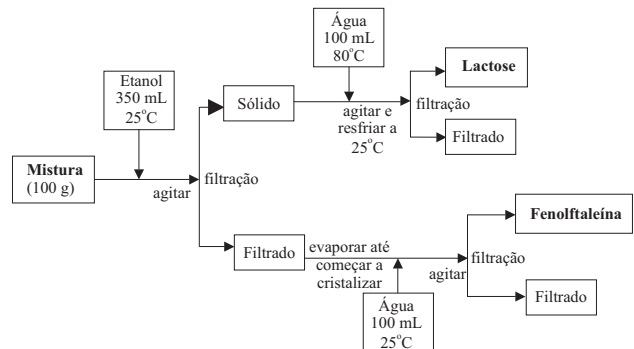 Água
100 mL
80°C
Etanol
350 mL
25°C
Lactose
Sólido
filtração
agitar e
resfriar a
25°C
Filtrado
Mistura
(100 g)
agitar
filtração
Fenolftaleína
Filtrado
evaporar até
começar a
cristalizar
agitar
filtração
Filtrado
Água
100 mL
25°C